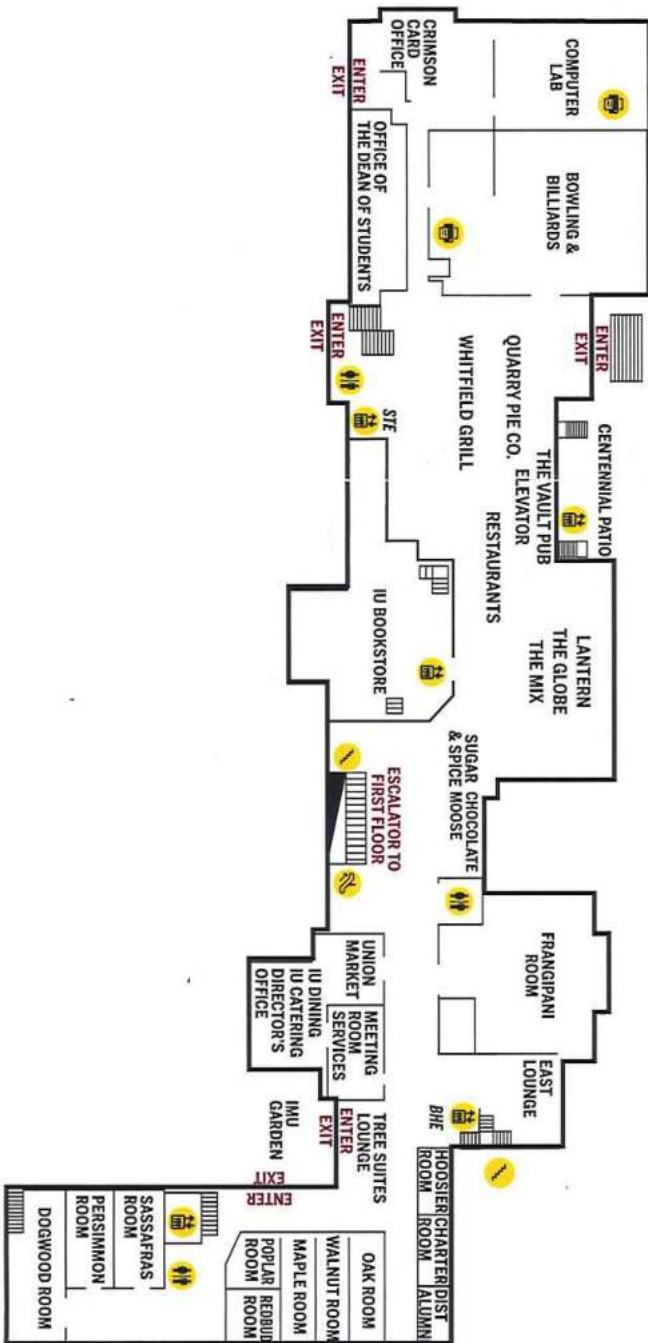 COMPUTER
LAB
CRIMSON
CARD
OFFICE
ENTER
EXIT
OFFICE OF
THE DEAN OF STUDENTS
BOWLING &
BILLIARDS
ENTER
EXIT
ENTER
EXIT
STE
QUARRY PIE CO.
WHITFIELD GRILL
CENTENNIAL PATIO
THE VAULT PUB
ELEVATOR
RESTAURANTS
LANTERN
THE GLOBE
THE MIX
IU BOOKSTORE
SUGAR CHOCOLATE
& SPICE MOOSE
ESCALATOR TO
FIRST FLOOR
FRANGIPANI
ROOM
UNION
MARKET
IU DINING
IU CATERING
DIRECTOR'S
OFFICE
MEETING
ROOM
SERVICES
EAST
LOUNGE
BHE
IMU
GARDEN
ENTER
EXIT
TREE SUITES
LOUNGE
ENTER
EXIT
HOOSIER
ROOM
CHARTER
ROOM
DIST
ALUMN
OAK ROOM
WALNUT ROOM
MAPLE ROOM
POPLAR
ROOM
REDBUD
ROOM
SASSAFRAS
ROOM
PERSIMMON
ROOM
DOGWOOD ROOM